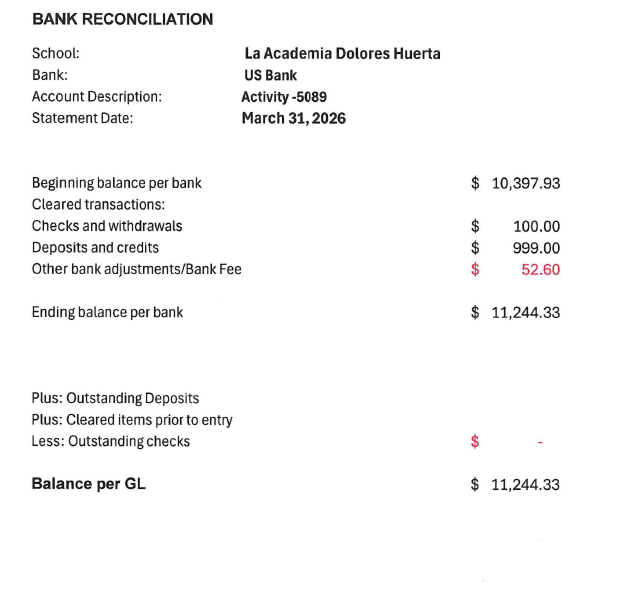 BANK RECONCILIATION
School: La Academia Dolores Huerta
Bank: US Bank
Account Description: Activity -5089
Statement Date: March 31, 2026
Beginning balance per bank $ 10,397.93
Cleared transactions:
Checks and withdrawals $ 100.00
Deposits and credits $ 999.00
Other bank adjustments/Bank Fee $ 52.60
Ending balance per bank $ 11,244.33
Plus: Outstanding Deposits
Plus: Cleared items prior to entry
Less: Outstanding checks $ -
Balance per GL $ 11,244.33